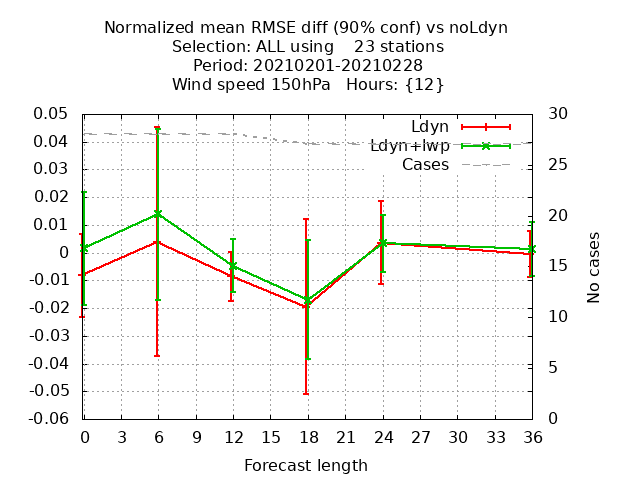 Normalized mean RMSE diff (90% conf) vs noLdyn
Selection: ALL using    23 stations
Period: 20210201-20210228
Wind speed 150hPa   Hours: {12}
0.05
0.04
0.03
0.02
0.01
0
-0.01
-0.02
-0.03
-0.04
-0.05
-0.06
30
25
20
15
10
5
0
No cases
Ldyn
Ldyn+lwp
Cases
0 3 6 9 12 15 18 21 24 27 30 33 36
Forecast length